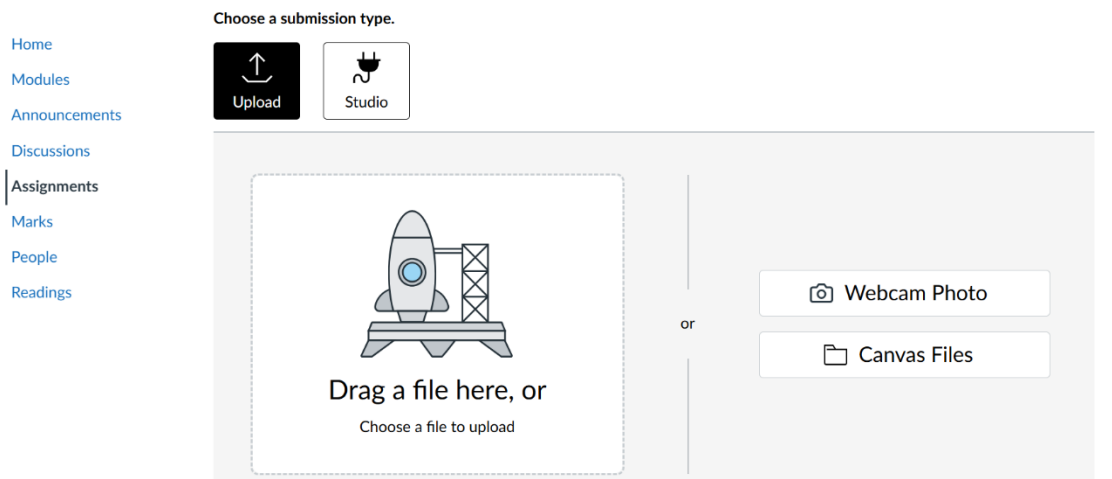 Choose a submission type.
Home
Modules
Announcements
Discussions
Assignments
Marks
People
Readings
Upload
Studio
Drag a file here, or
Choose a file to upload
or
Webcam Photo
Canvas Files